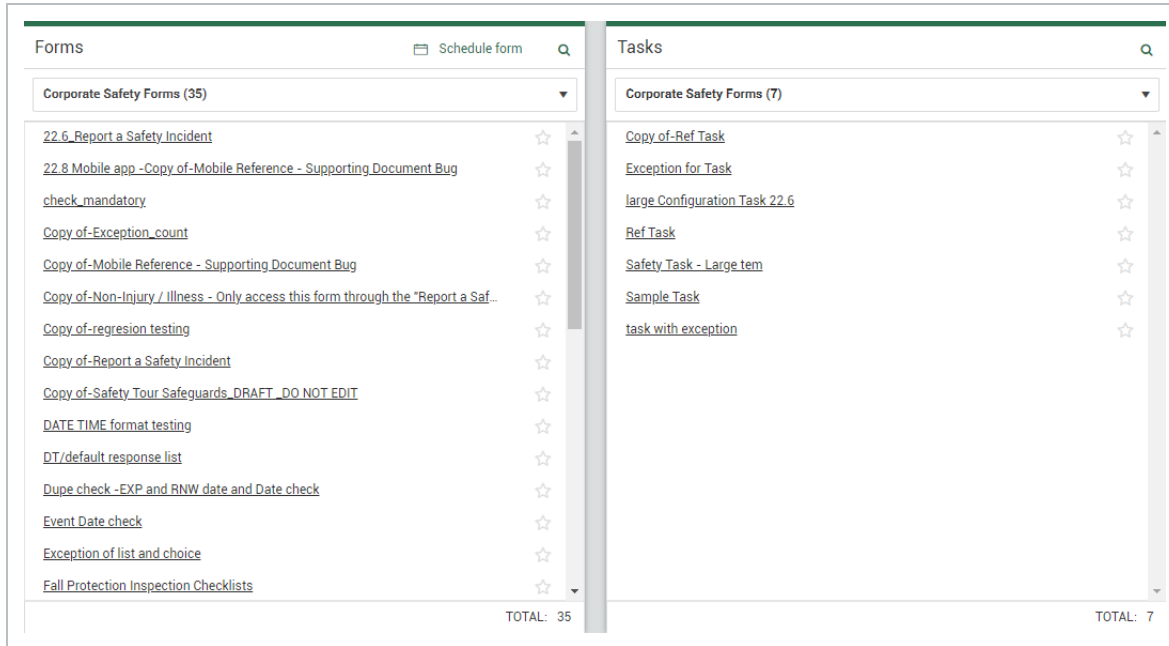 Forms
Schedule form
Corporate Safety Forms (35)
22.6_Report a Safety Incident
22.8 Mobile app -Copy of-Mobile Reference - Supporting Document Bug
check_mandatory
Copy of-Exception_count
Copy of-Mobile Reference - Supporting Document Bug
Copy of-Non-Injury / Illness - Only access this form through the "Report a Saf...
Copy of-regresion testing
Copy of-Report a Safety Incident
Copy of-Safety Tour Safeguards_DRAFT _DO NOT EDIT
DATE TIME format testing
DT/default response list
Dupe check -EXP and RNW date and Date check
Event Date check
Exception of list and choice
Fall Protection Inspection Checklists
TOTAL: 35
Tasks
Corporate Safety Forms (7)
Copy of-Ref Task
Exception for Task
large Configuration Task 22.6
Ref Task
Safety Task - Large tem
Sample Task
task with exception
TOTAL: 7